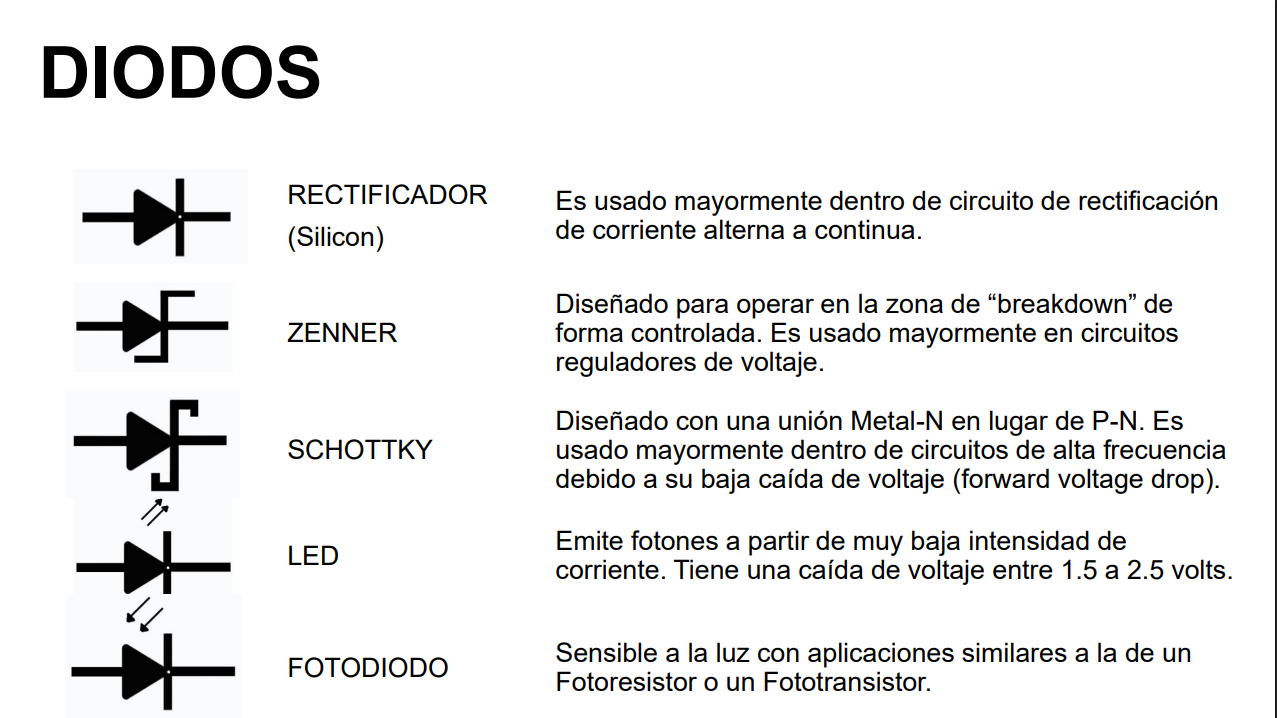 DIODOS
RECTIFICADOR
(Silicon)
Es usado mayormente dentro de circuito de rectificación
de corriente alterna a continua.
ZENNER
Diseñado para operar en la zona de “breakdown” de
forma controlada. Es usado mayormente en circuitos
reguladores de voltaje.
SCHOTTKY
Diseñado con una unión Metal-N en lugar de P-N. Es
usado mayormente dentro de circuitos de alta frecuencia
debido a su baja caída de voltaje (forward voltage drop).
LED
Emite fotones a partir de muy baja intensidad de
corriente. Tiene una caída de voltaje entre 1.5 a 2.5 volts.
FOTODIODO
Sensible a la luz con aplicaciones similares a la de un
Fotoresistor o un Fototransistor.